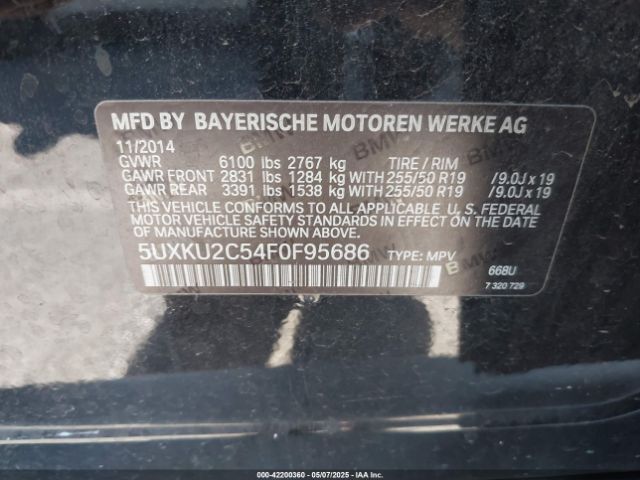 MFD BY BAYERISCHE MOTOREN WERKE AG
11/2014
GVWR 6100 lbs 2767 kg TIRE / RIM
GAWR FRONT 2831 lbs 1284 kg WITH 255/50 R19 /9.0J x 19
GAWR REAR 3391 lbs 1538 kg WITH 255/50 R19 /9.0J x 19
THIS VEHICLE CONFORMS TO ALL APPLICABLE U. S. FEDERAL
MOTOR VEHICLE SAFETY STANDARDS IN EFFECT ON THE DATE
OF MANUFACTURE SHOWN ABOVE.
5UXKU2C54F0F95686 TYPE: MPV
668U
7 320 729
00-42200360 - 05/07/2025 - IAA Inc.